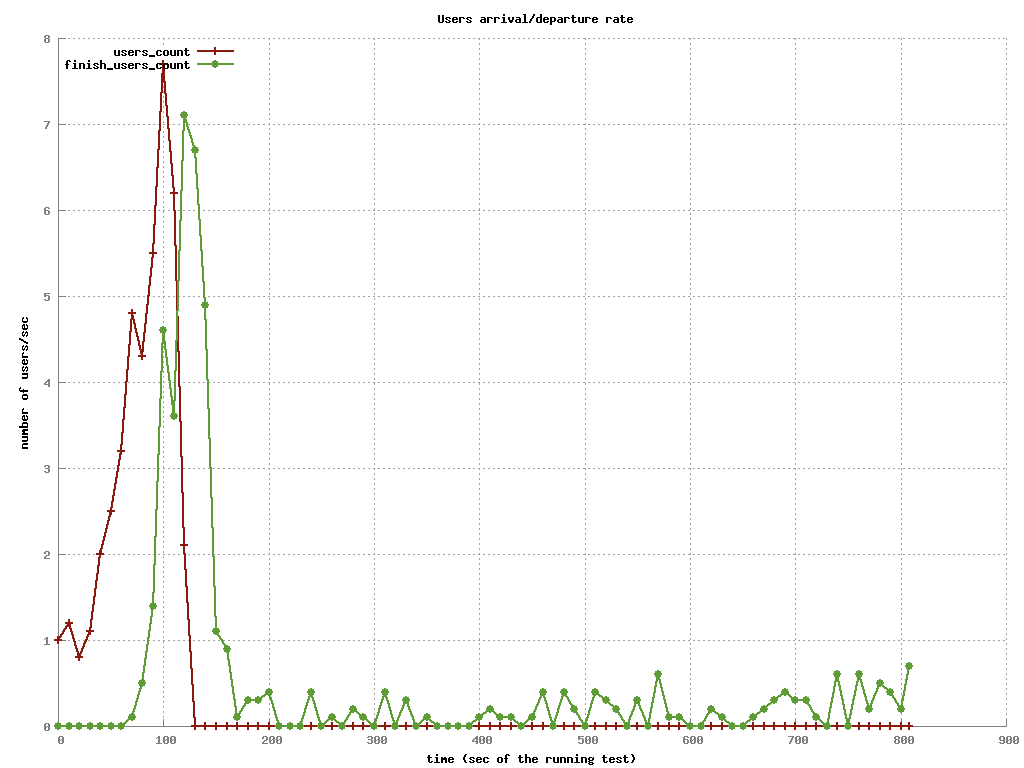 Users arrival/departure rate
users_count
finish_users_count
8
7
6
5
4
3
2
1
0
number of users/sec
0 100 200 300 400 500 600 700 800 900
time (sec of the running test)